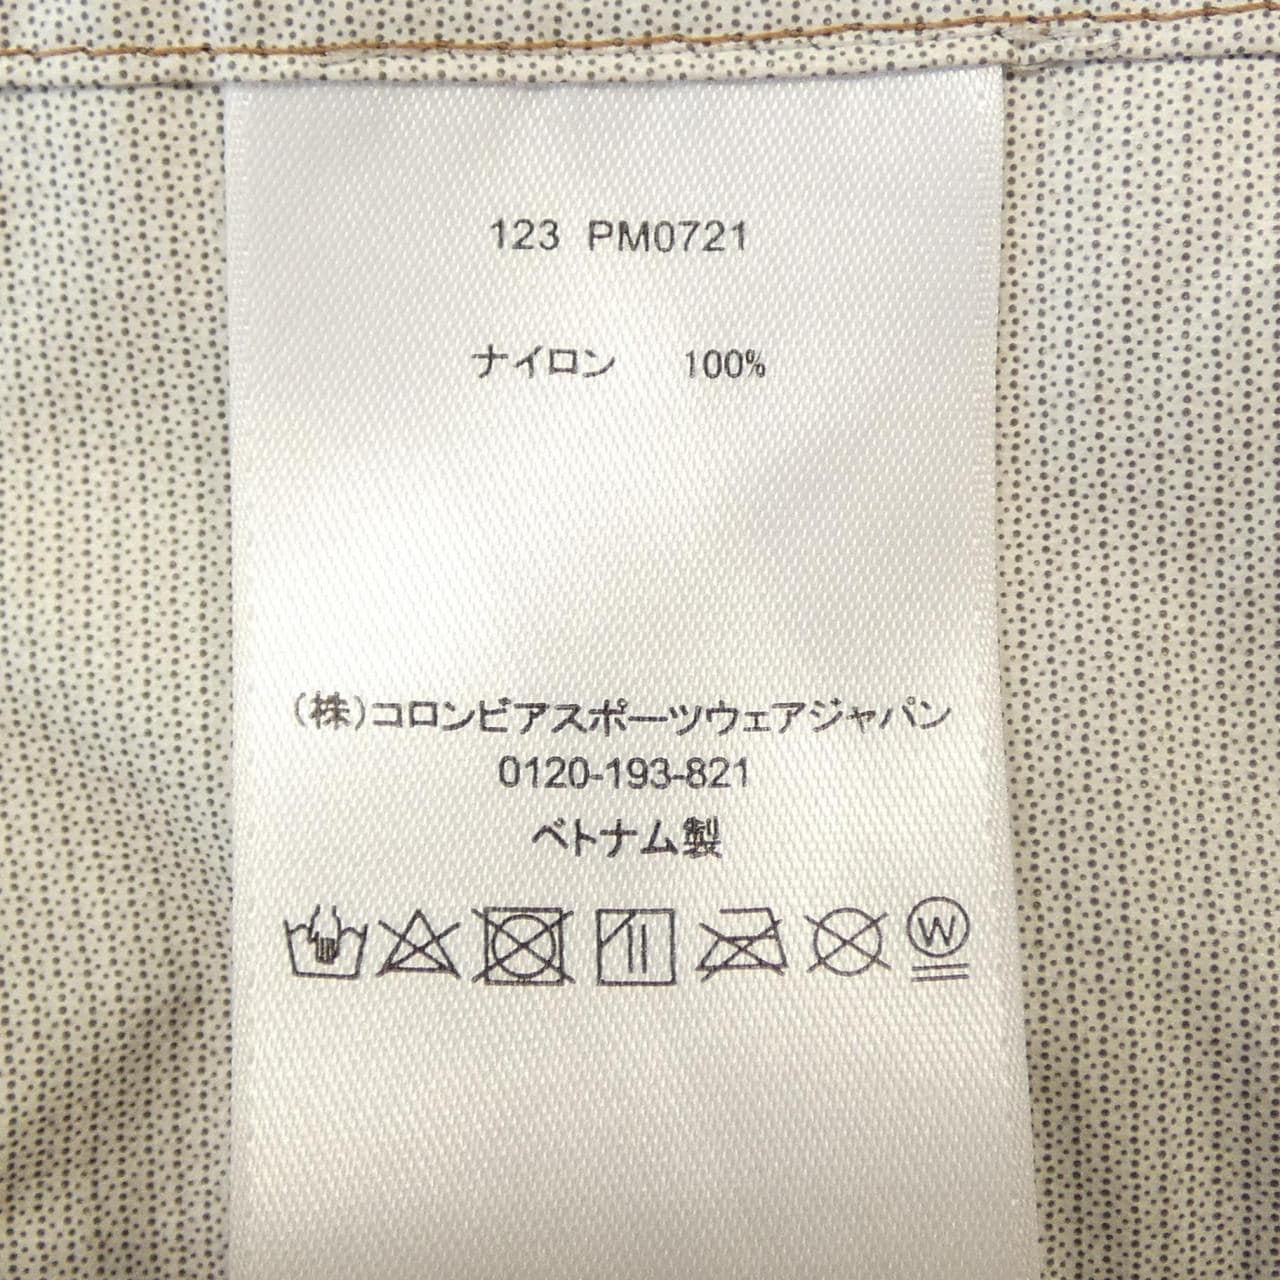 123 PM0721
ナイロン 100%
(株)コロンビアスポーツウェアジャパン
0120-193-821
ベトナム製
W